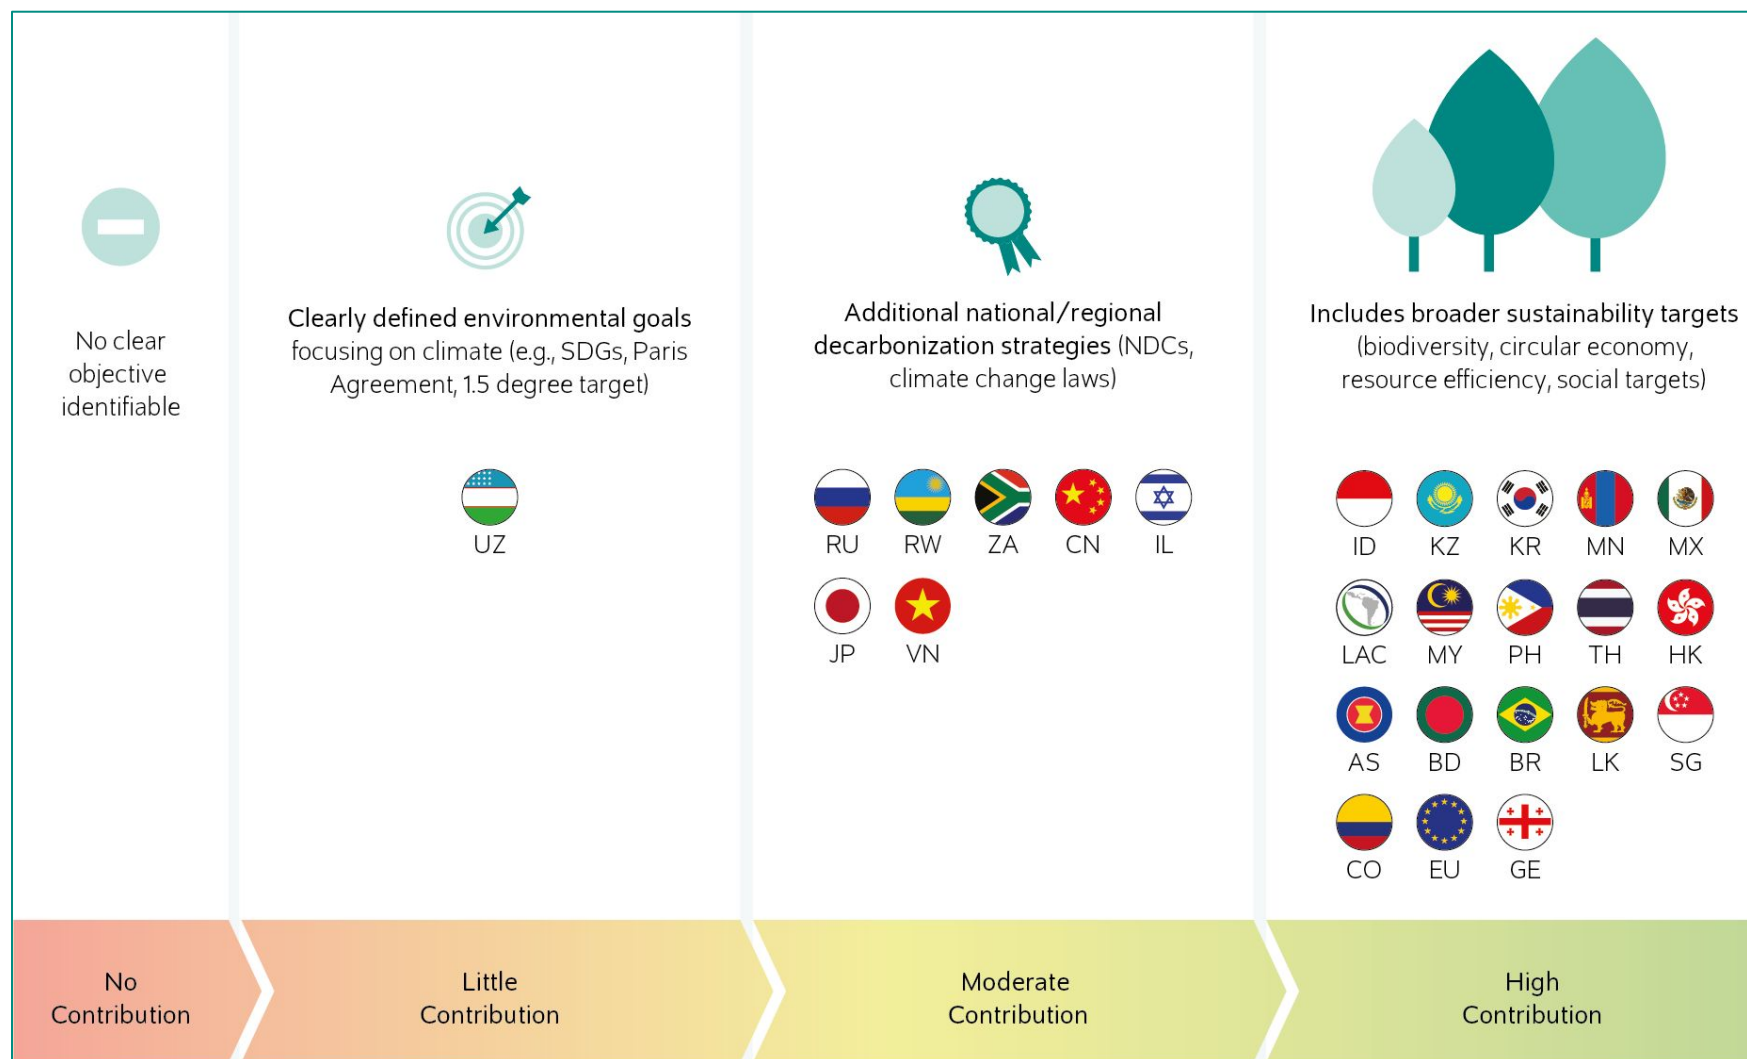 No clear
objective
identifiable
Clearly defined environmental goals
focusing on climate (e.g., SDGs, Paris
Agreement, 1.5 degree target)
UZ
Additional national/regional
decarbonization strategies (NDCs,
climate change laws)
RU RW ZA CN IL
JP VN
Includes broader sustainability targets
(biodiversity, circular economy,
resource efficiency, social targets)
ID KZ KR MN MX
LAC MY PH TH HK
AS BD BR LK SG
CO EU GE
No
Contribution
Little
Contribution
Moderate
Contribution
High
Contribution